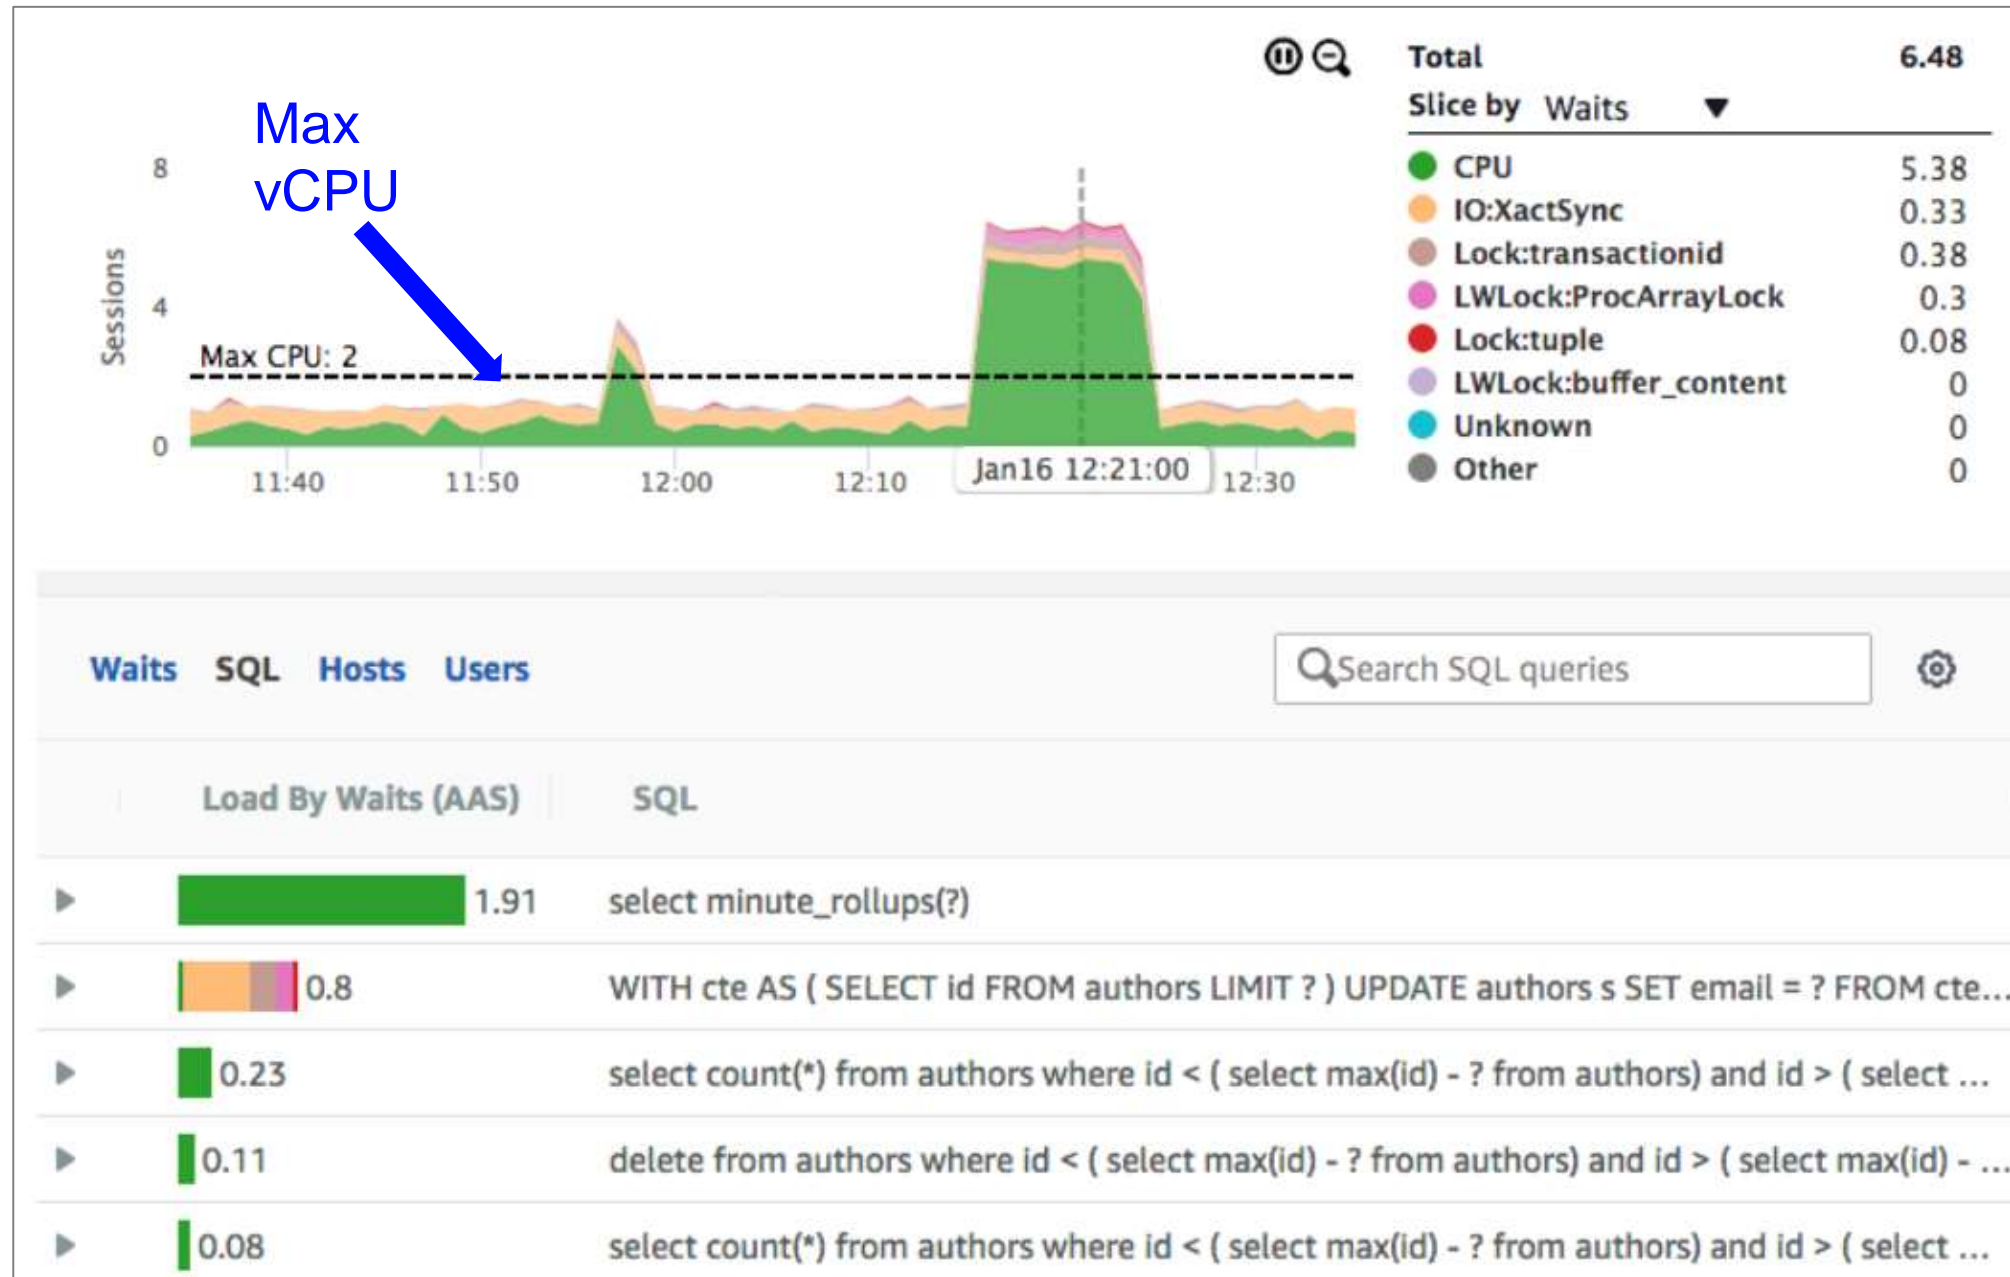 Max
vCPU
8
4
0
Sessions
Max CPU: 2
11:40 11:50 12:00 12:10 Jan16 12:21:00 12:30
Total 6.48
Slice by Waits
CPU 5.38
IO:XactSync 0.33
Lock:transactionid 0.38
LWLock:ProcArrayLock 0.3
Lock:tuple 0.08
LWLock:buffer_content 0
Unknown 0
Other 0
Waits SQL Hosts Users Search SQL queries
Load By Waits (AAS) SQL
1.91 select minute_rollups(?)
0.8 WITH cte AS ( SELECT id FROM authors LIMIT ? ) UPDATE authors s SET email = ? FROM cte...
0.23 select count(*) from authors where id < ( select max(id) - ? from authors) and id > ( select ...
0.11 delete from authors where id < ( select max(id) - ? from authors) and id > ( select max(id) - ...
0.08 select count(*) from authors where id < ( select max(id) - ? from authors) and id > ( select ...